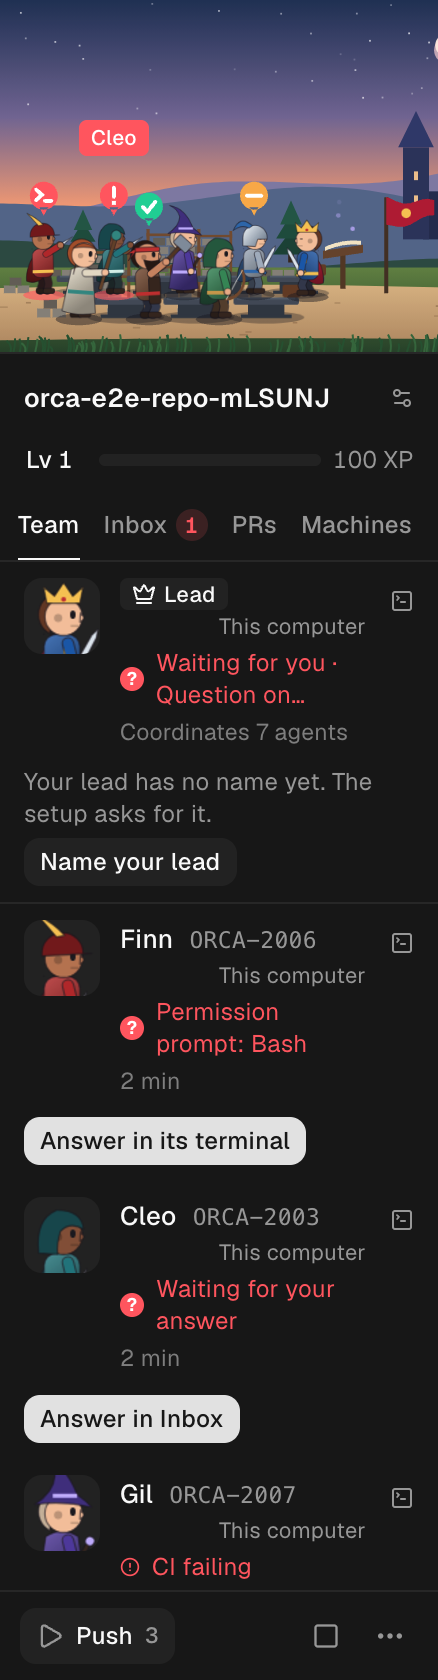 Cleo
orca-e2e-repo-mLSUNJ
Lv 1 100 XP
Team Inbox 1 PRs Machines
Lead
This computer
Waiting for you ·
Question on…
Coordinates 7 agents
Your lead has no name yet. The
setup asks for it.
Name your lead
Finn ORCA-2006
This computer
Permission
prompt: Bash
2 min
Answer in its terminal
Cleo ORCA-2003
This computer
Waiting for your
answer
2 min
Answer in Inbox
Gil ORCA-2007
This computer
CI failing
Push 3